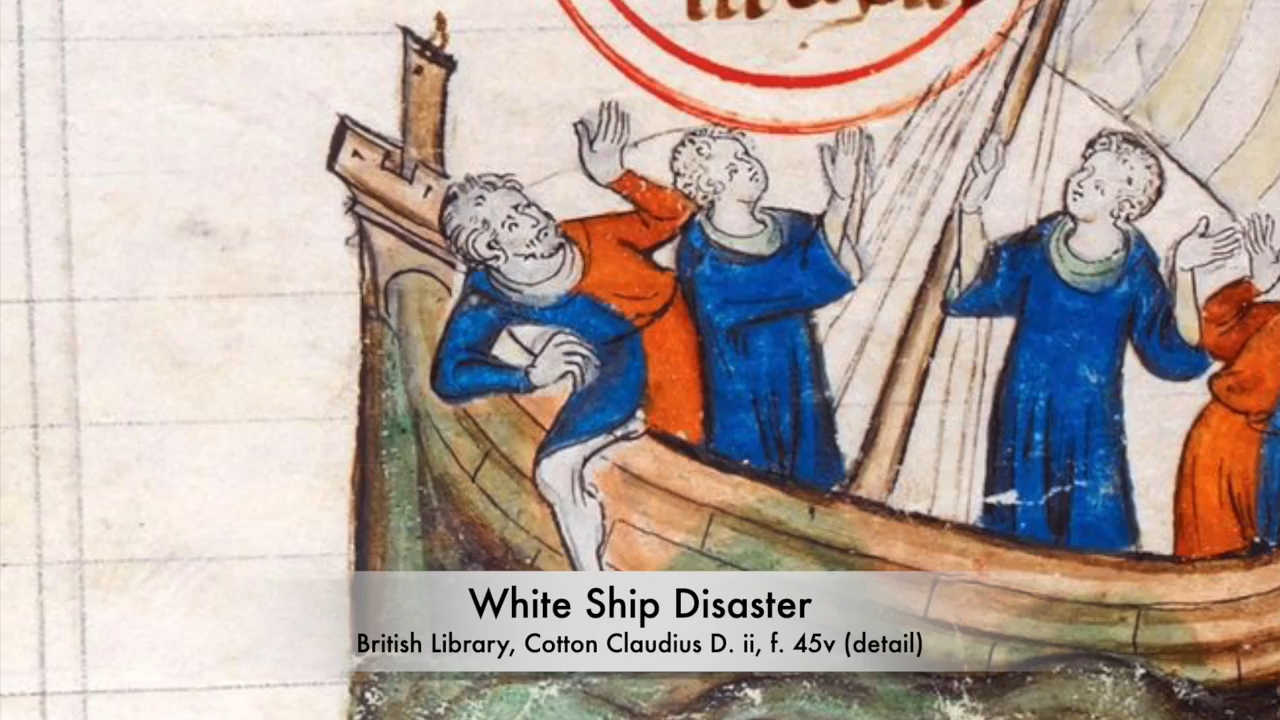 White Ship Disaster
British Library, Cotton Claudius D. ii, f. 45v (detail)